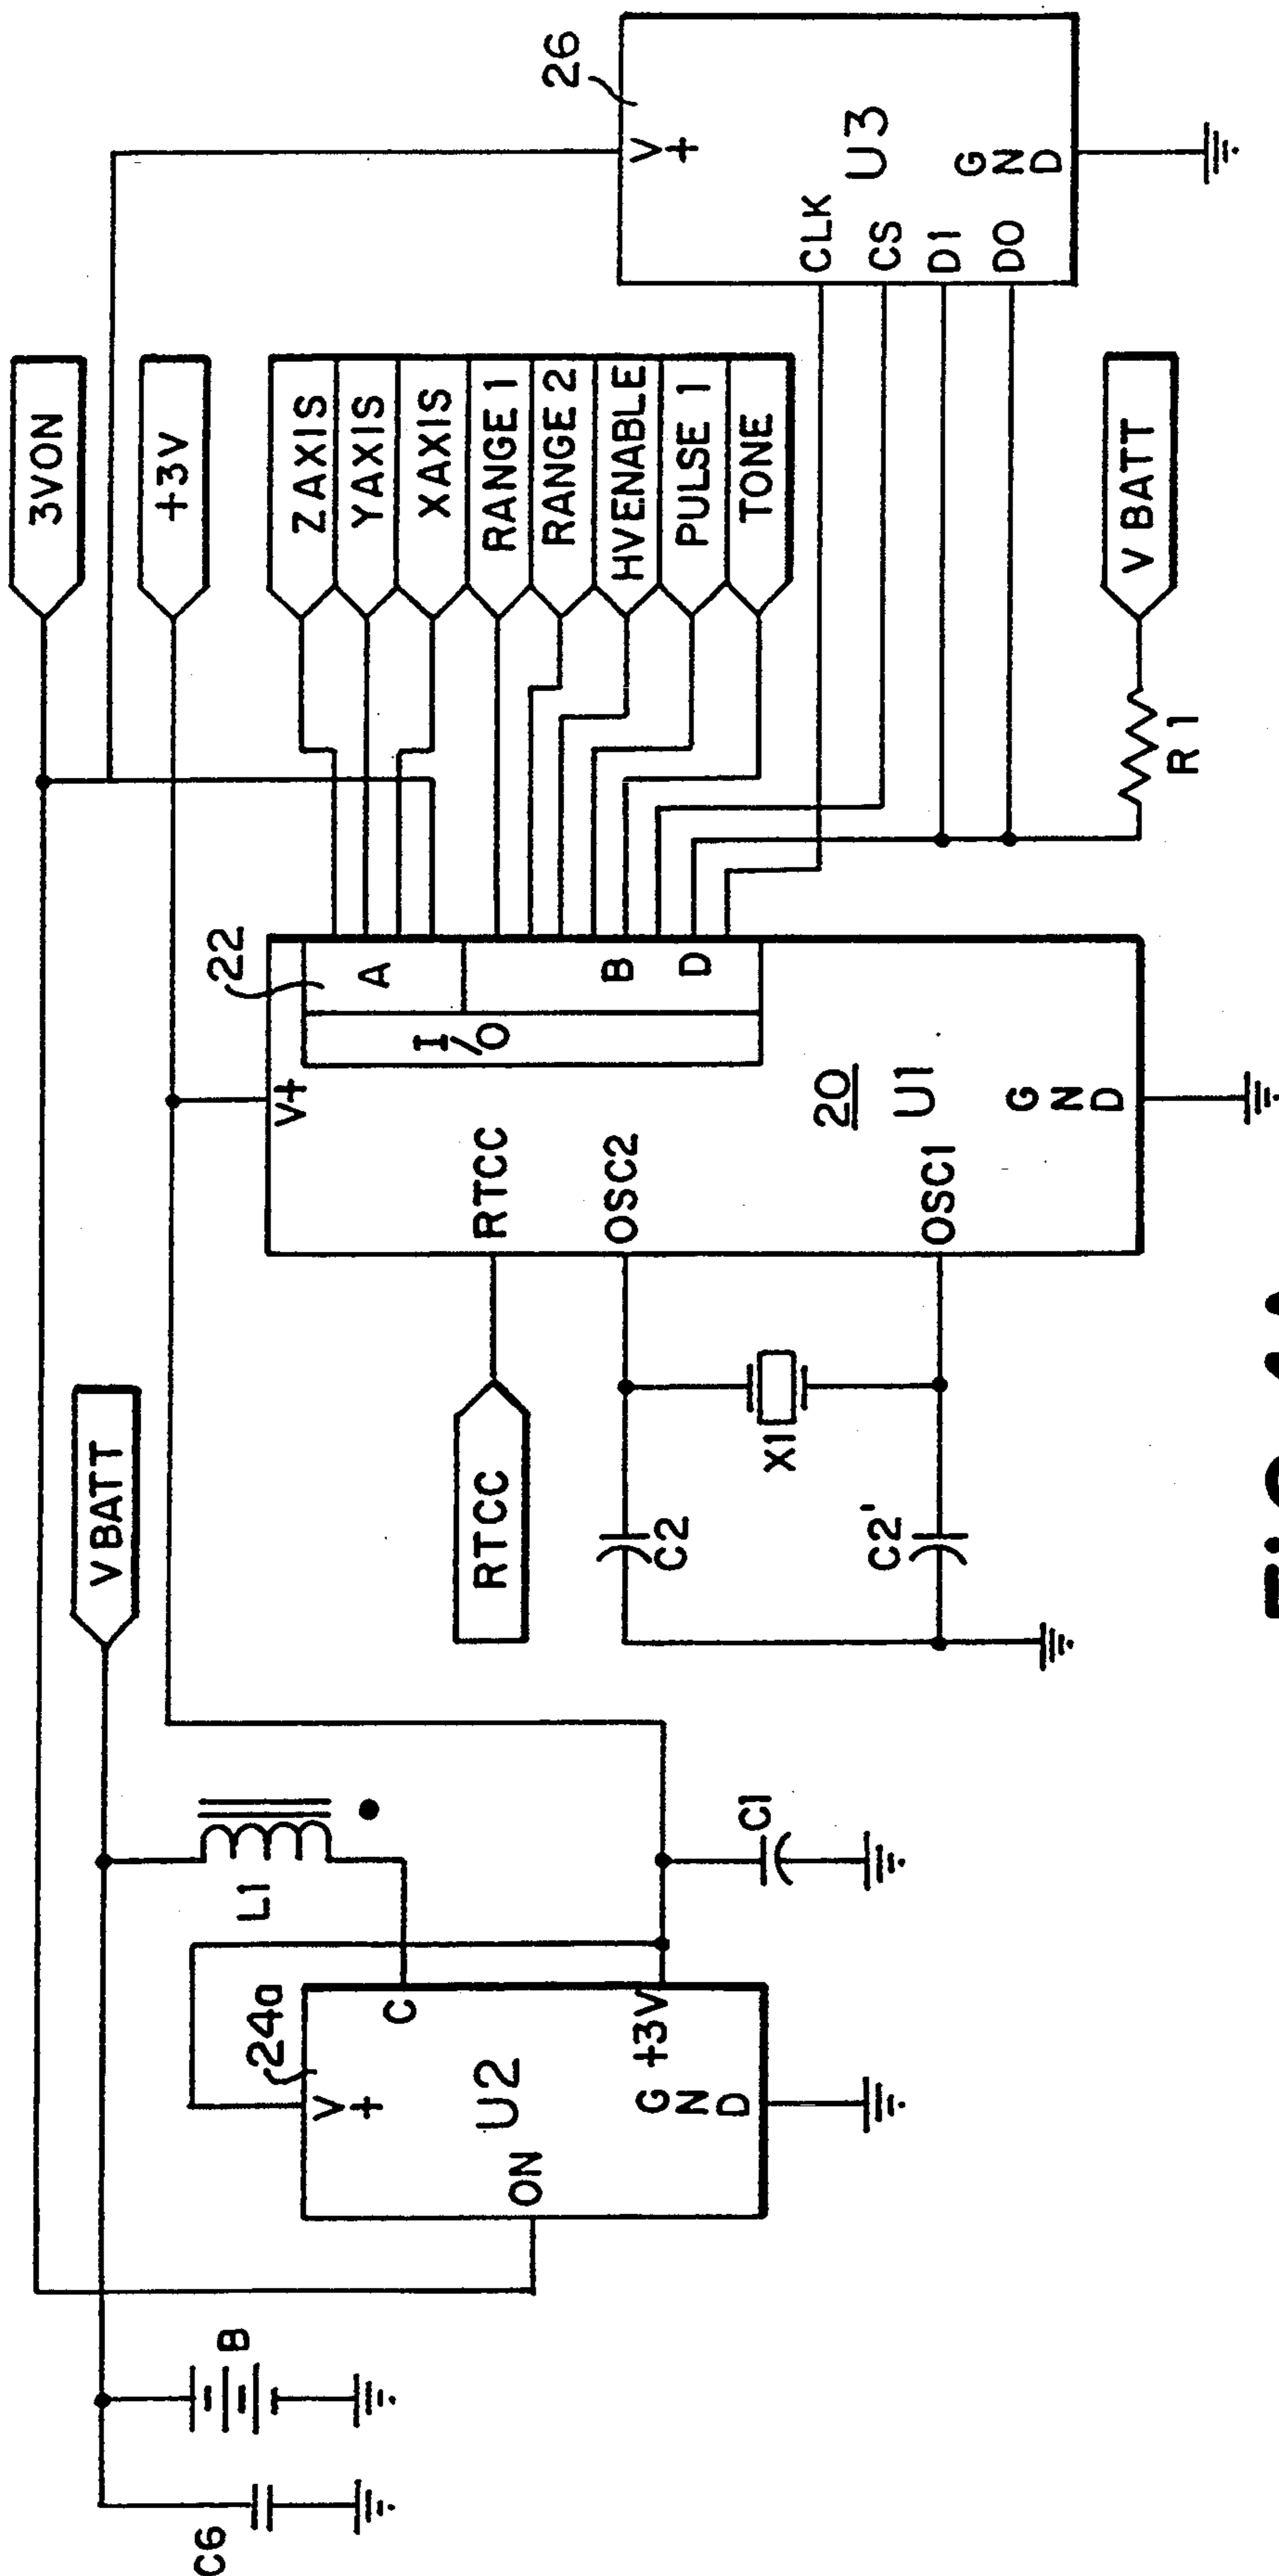 3VON
+3V
VBATT
ZAXIS
YAXIS
XAXIS
RANGE 1
RANGE 2
HVENABLE
PULSE 1
TONE
26
V+
U3
CLK
CS
D1
DO
GND
V BATT
R 1
22
A
B
D
I/O
V+
RTCC
OSC2
OSC1
20
U1
GND
RTCC
X1
C2
C2'
L1
C1
24a
V+
C
+3V
U2
ON
GND
B
C6